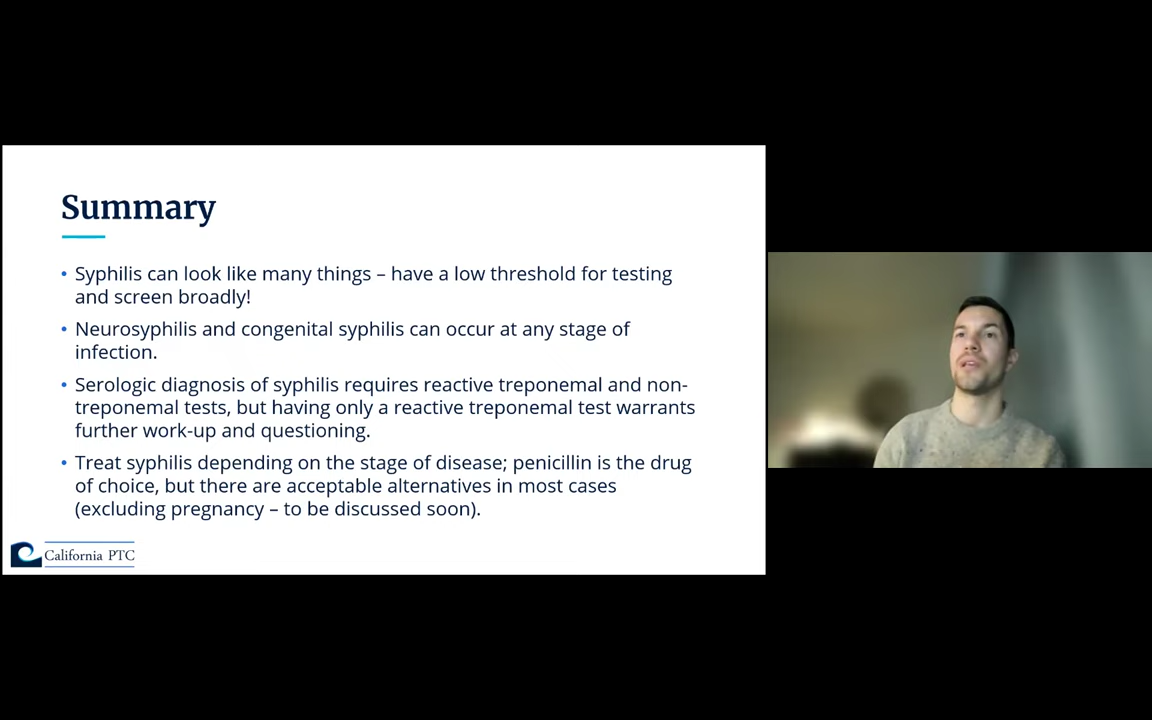 Summary
• Syphilis can look like many things – have a low threshold for testing
and screen broadly!
• Neurosyphilis and congenital syphilis can occur at any stage of
infection.
• Serologic diagnosis of syphilis requires reactive treponemal and non-
treponemal tests, but having only a reactive treponemal test warrants
further work-up and questioning.
• Treat syphilis depending on the stage of disease; penicillin is the drug
of choice, but there are acceptable alternatives in most cases
(excluding pregnancy – to be discussed soon).
California PTC